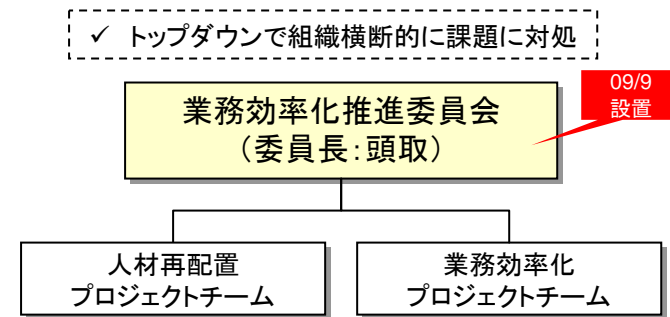 ✓ トップダウンで組織横断的に課題に対処
09/9
設置
業務効率化推進委員会
（委員長：頭取）
人材再配置
プロジェクトチーム
業務効率化
プロジェクトチーム